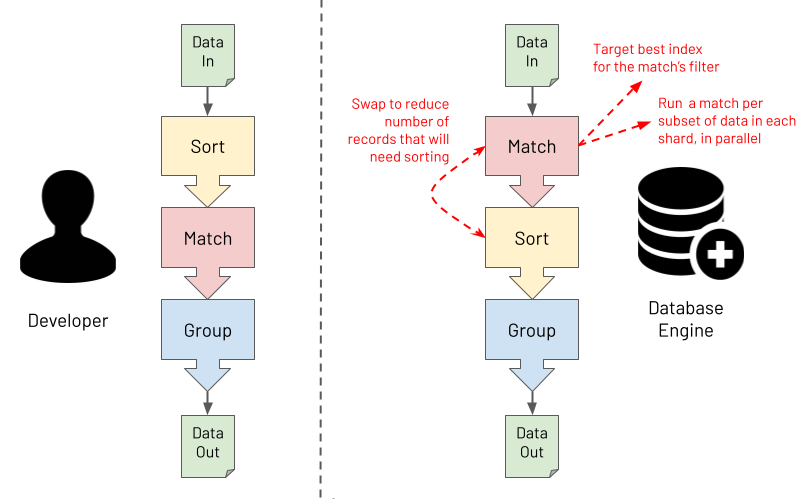 Data
In
Sort
Match
Group
Data
Out
Developer
Data
In
Target best index
for the match's filter
Swap to reduce
number of
records that will
need sorting
Run a match per
subset of data in each
shard, in parallel
Match
Sort
Group
Data
Out
Database
Engine